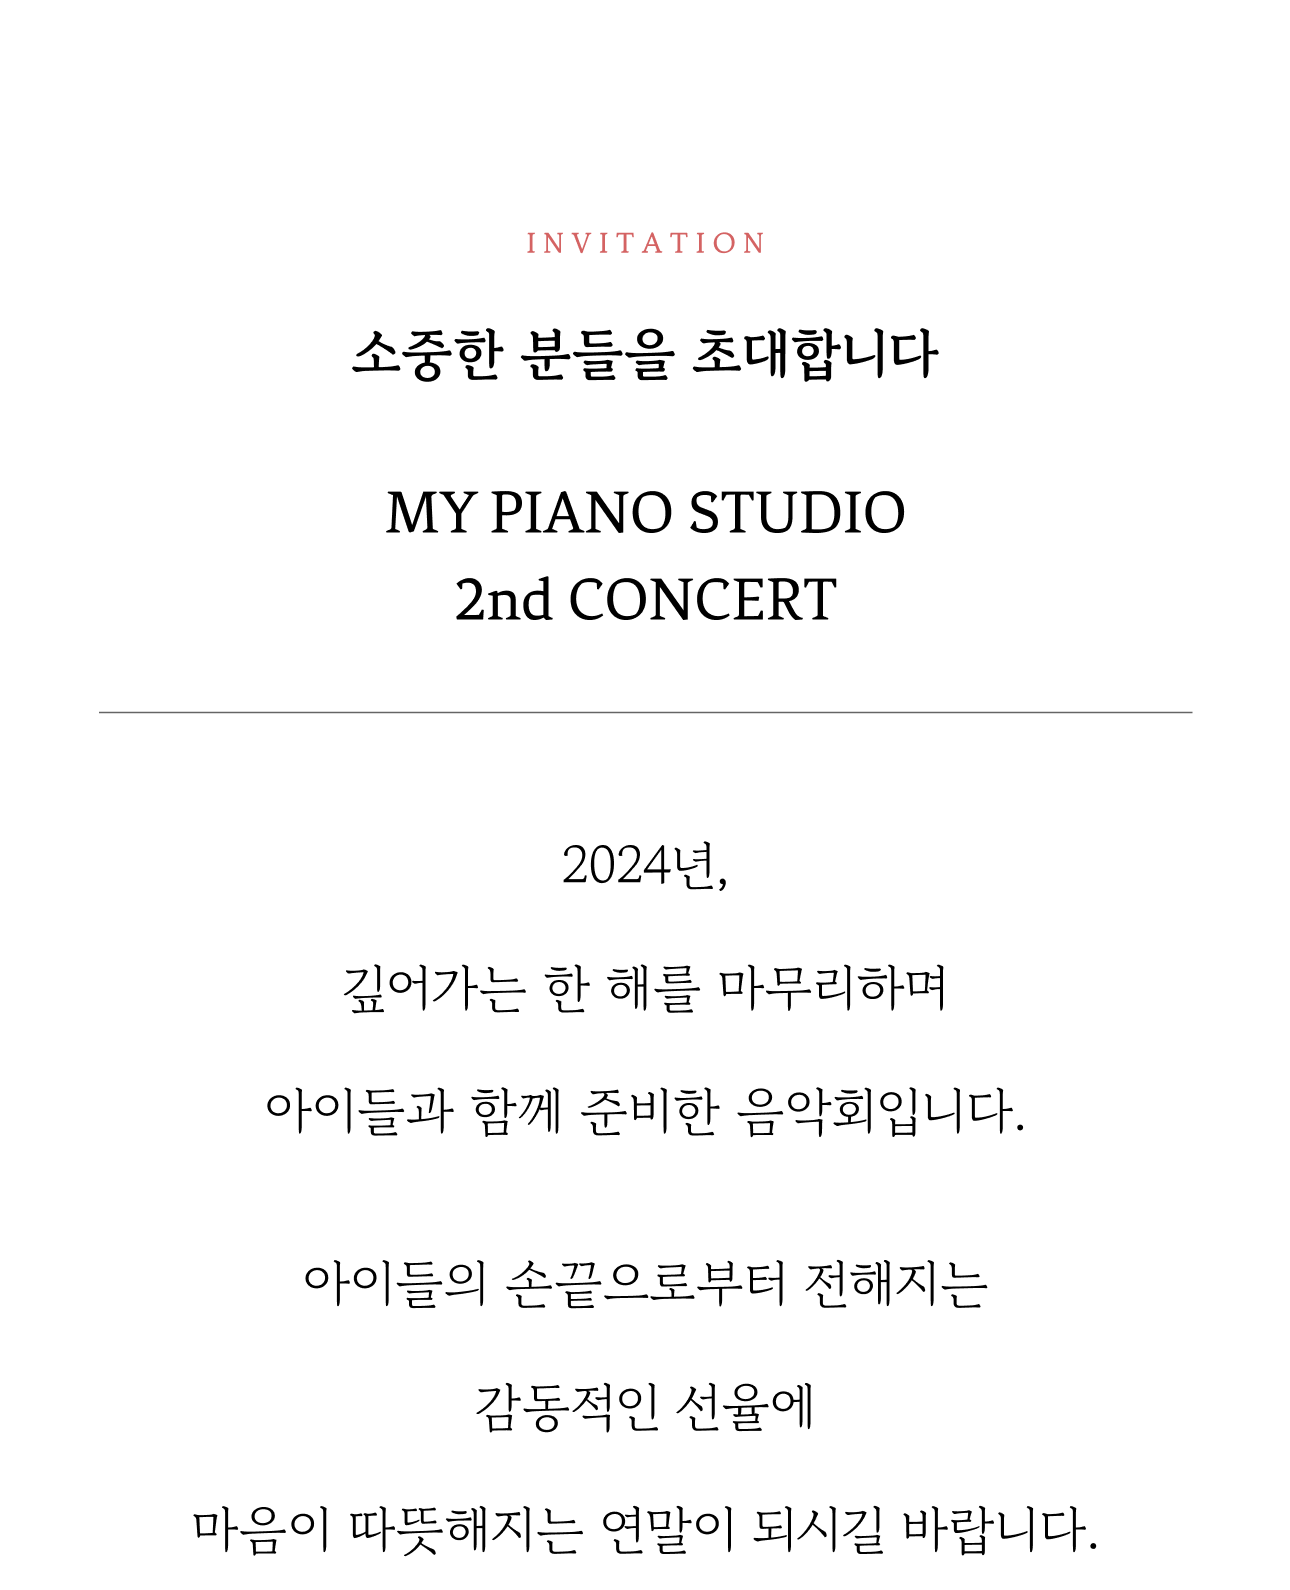 INVITATION
소중한 분들을 초대합니다
MY PIANO STUDIO
2nd CONCERT
2024년,
깊어가는 한 해를 마무리하며
아이들과 함께 준비한 음악회입니다.
아이들의 손끝으로부터 전해지는
감동적인 선율에
마음이 따뜻해지는 연말이 되시길 바랍니다.